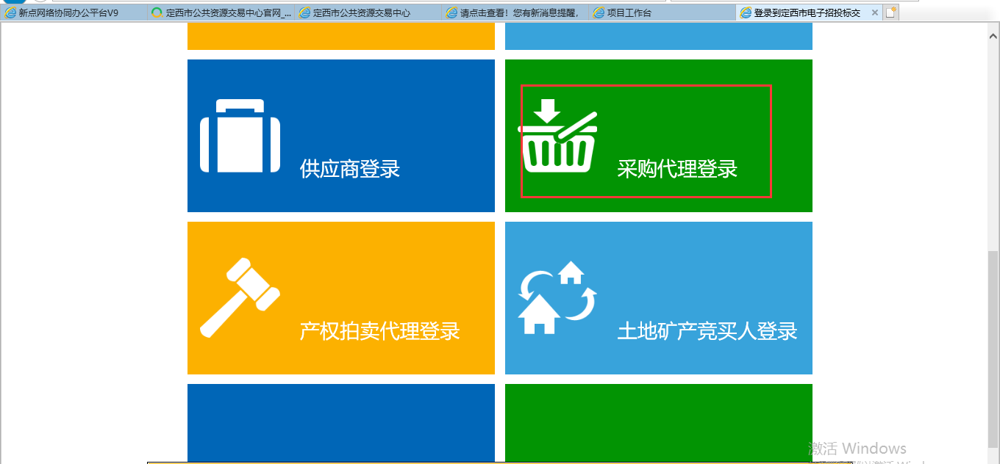 新点网络协同办公平台V9
定西市公共资源交易中心官网_...
定西市公共资源交易中心
请点击查看！您有新消息提醒，
项目工作台
登录到定西市电子招投标交
供应商登录
采购代理登录
产权拍卖代理登录
土地矿产竞买人登录
激活 Windows